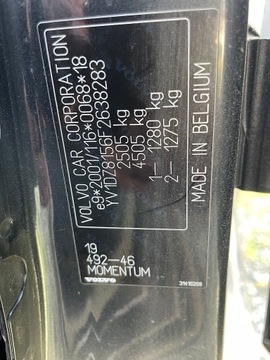 VOLVO CAR CORPORATION
e9*2001/116*0068*18
YV1DZ8156F2638283
2505 kg
4505 kg
1– 1280 kg
2– 1275 kg
MADE IN BELGIUM
19
492–46
MOMENTUM
VOLVO